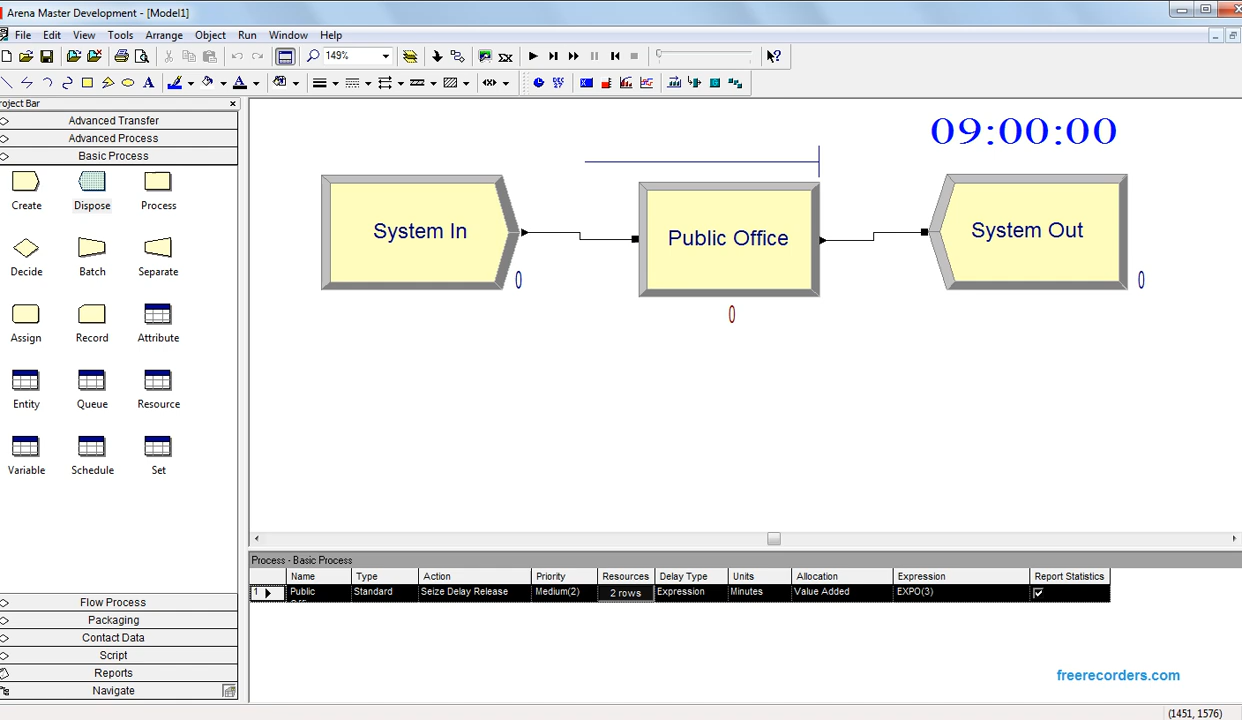 Arena Master Development - [Model1]
File Edit View Tools Arrange Object Run Window Help
149%
Project Bar
Advanced Transfer
Advanced Process
Basic Process
Create Dispose Process
Decide Batch Separate
Assign Record Attribute
Entity Queue Resource
Variable Schedule Set
Flow Process
Packaging
Contact Data
Script
Reports
Navigate
09:00:00
System In
Public Office
System Out
0
0
0
Process - Basic Process
Name Type Action Priority Resources Delay Type Units Allocation Expression Report Statistics
1 Public Standard Seize Delay Release Medium(2) 2 rows Expression Minutes Value Added EXPO(3)
freerecorders.com
(1451, 1576)